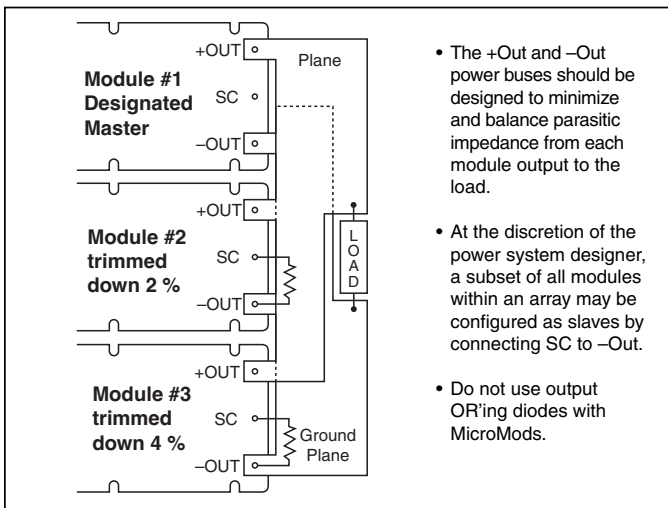 +OUT
Plane
Module #1
Designated
Master
SC
–OUT
+OUT
Module #2
trimmed
down 2 %
SC
–OUT
LOAD
+OUT
Module #3
trimmed
down 4 %
SC
Ground
Plane
–OUT
• The +Out and –Out
power buses should be
designed to minimize
and balance parasitic
impedance from each
module output to the
load.
• At the discretion of the
power system designer,
a subset of all modules
within an array may be
configured as slaves by
connecting SC to –Out.
• Do not use output
OR'ing diodes with
MicroMods.